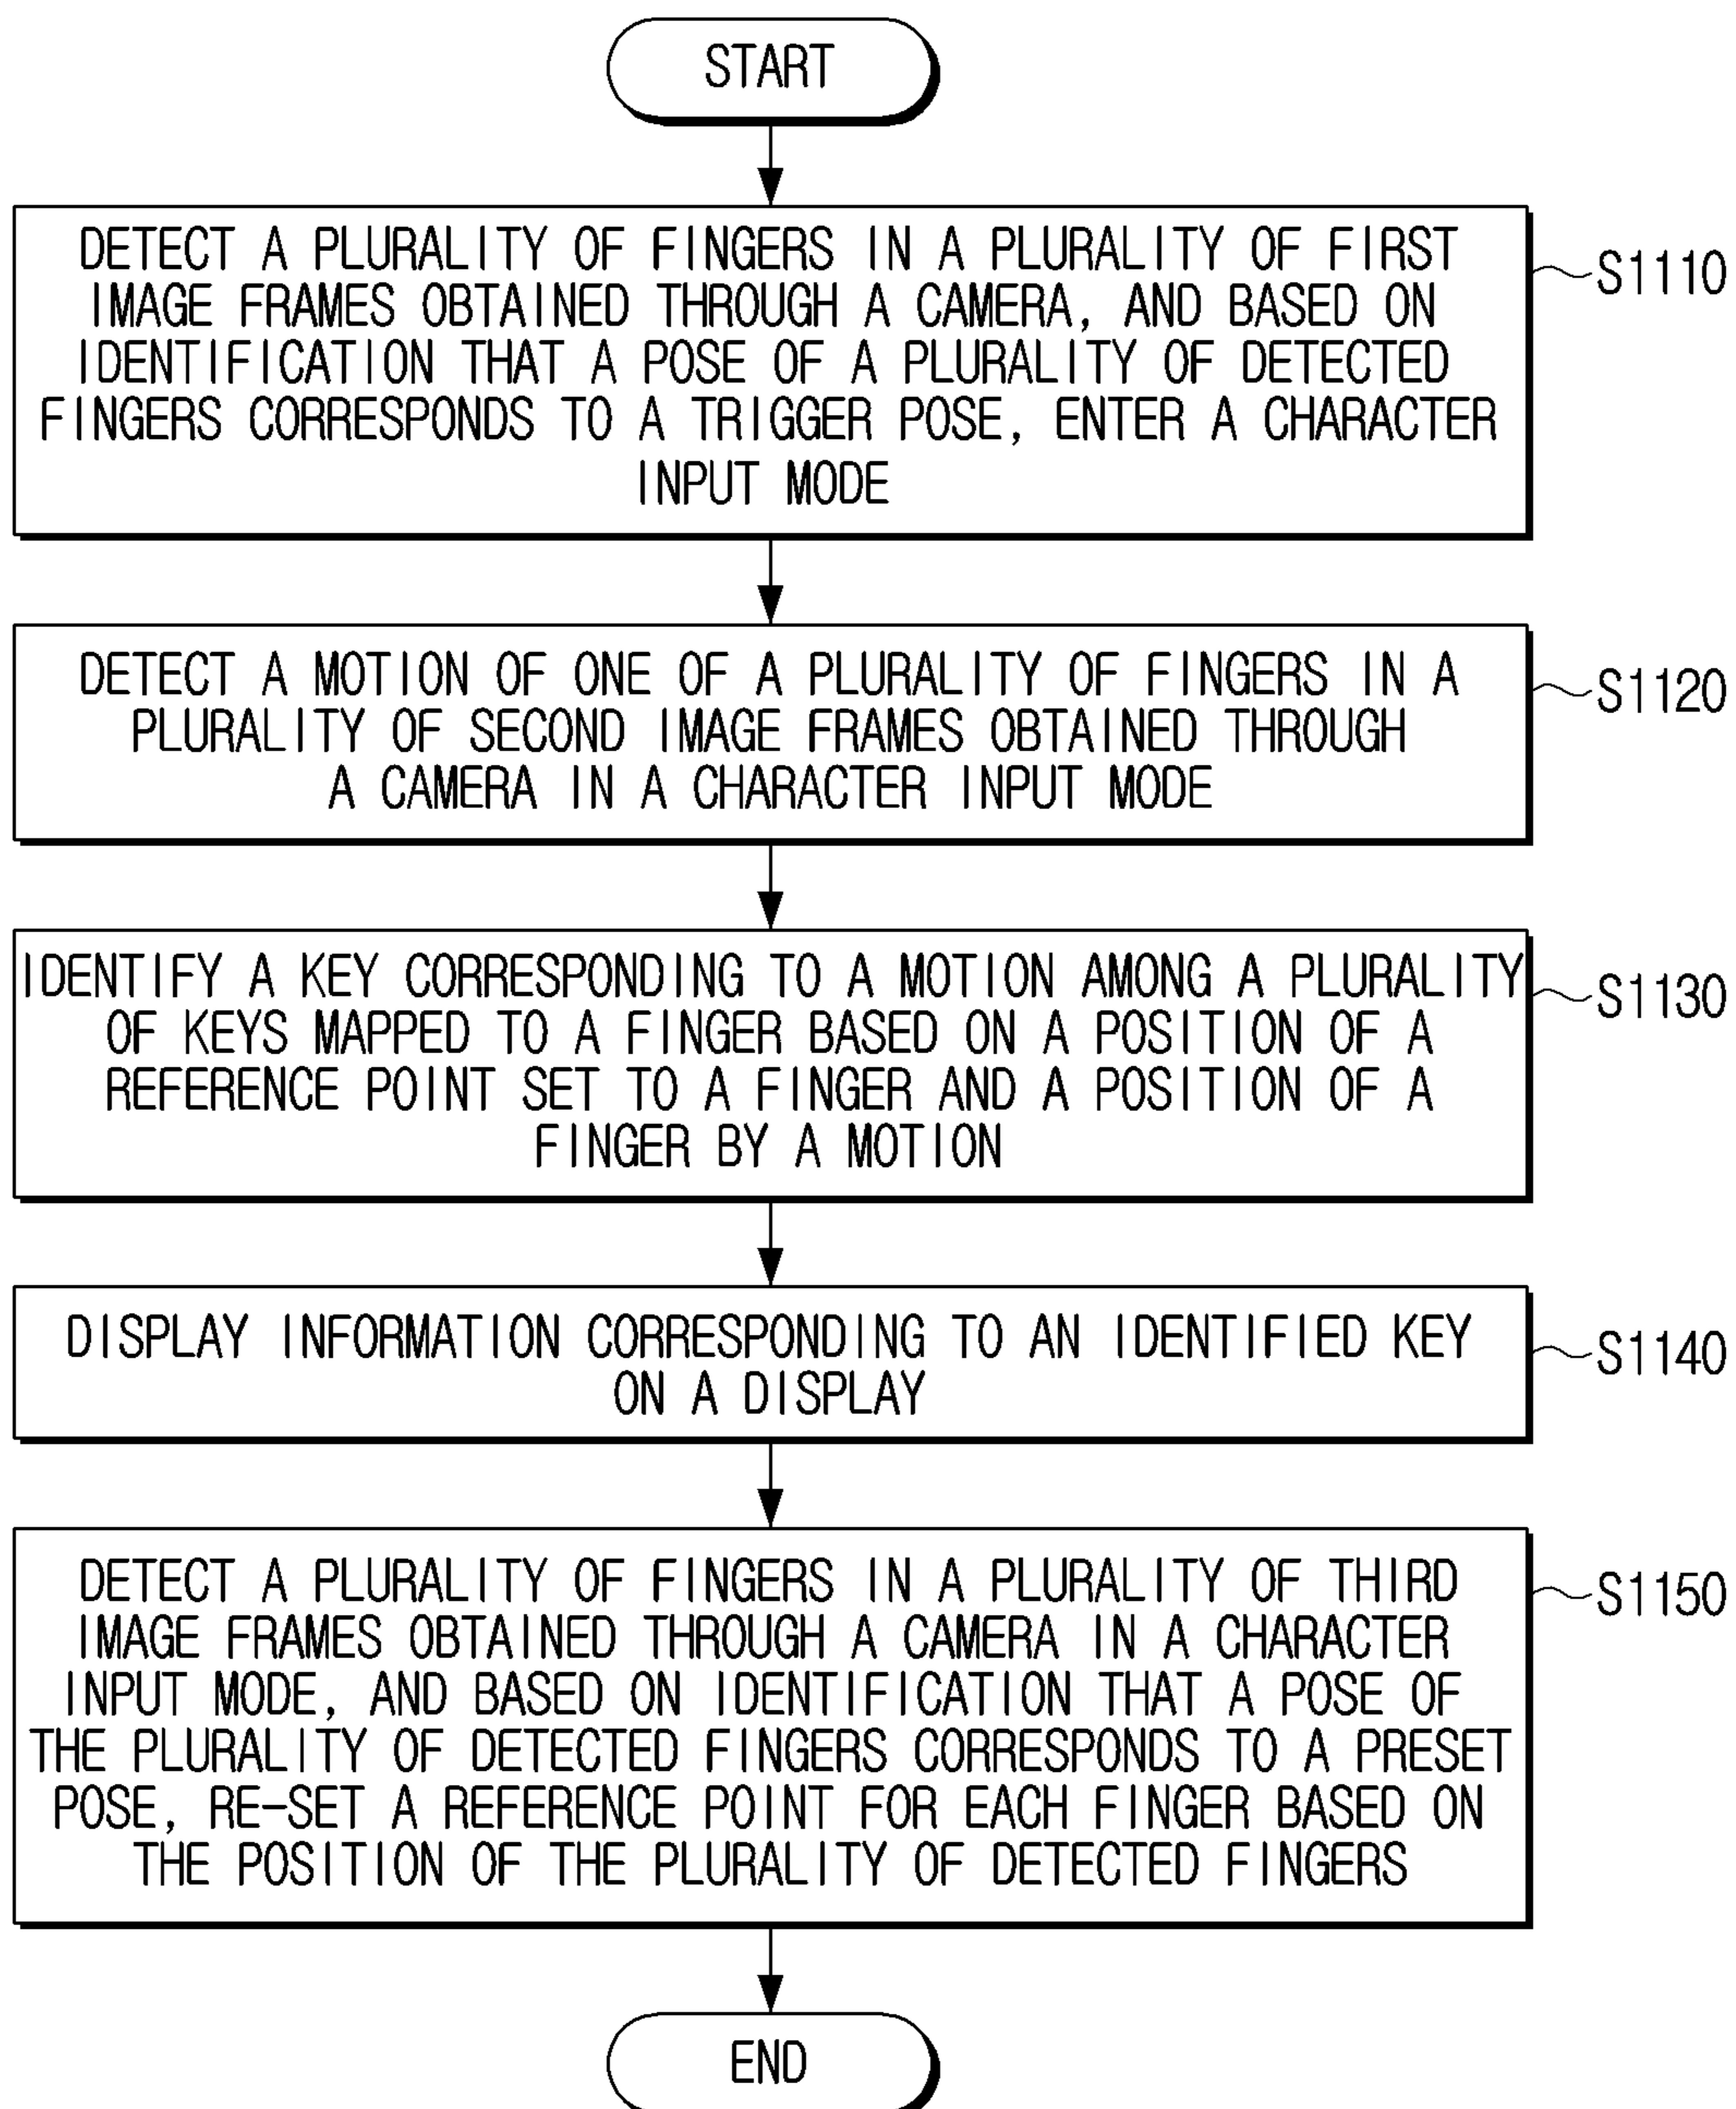 START
DETECT A PLURALITY OF FINGERS IN A PLURALITY OF FIRST
IMAGE FRAMES OBTAINED THROUGH A CAMERA, AND BASED ON
IDENTIFICATION THAT A POSE OF A PLURALITY OF DETECTED
FINGERS CORRESPONDS TO A TRIGGER POSE, ENTER A CHARACTER
INPUT MODE
S1110
DETECT A MOTION OF ONE OF A PLURALITY OF FINGERS IN A
PLURALITY OF SECOND IMAGE FRAMES OBTAINED THROUGH
A CAMERA IN A CHARACTER INPUT MODE
S1120
IDENTIFY A KEY CORRESPONDING TO A MOTION AMONG A PLURALITY
OF KEYS MAPPED TO A FINGER BASED ON A POSITION OF A
REFERENCE POINT SET TO A FINGER AND A POSITION OF A
FINGER BY A MOTION
S1130
DISPLAY INFORMATION CORRESPONDING TO AN IDENTIFIED KEY
ON A DISPLAY
S1140
DETECT A PLURALITY OF FINGERS IN A PLURALITY OF THIRD
IMAGE FRAMES OBTAINED THROUGH A CAMERA IN A CHARACTER
INPUT MODE, AND BASED ON IDENTIFICATION THAT A POSE OF
THE PLURALITY OF DETECTED FINGERS CORRESPONDS TO A PRESET
POSE, RE-SET A REFERENCE POINT FOR EACH FINGER BASED ON
THE POSITION OF THE PLURALITY OF DETECTED FINGERS
S1150
END